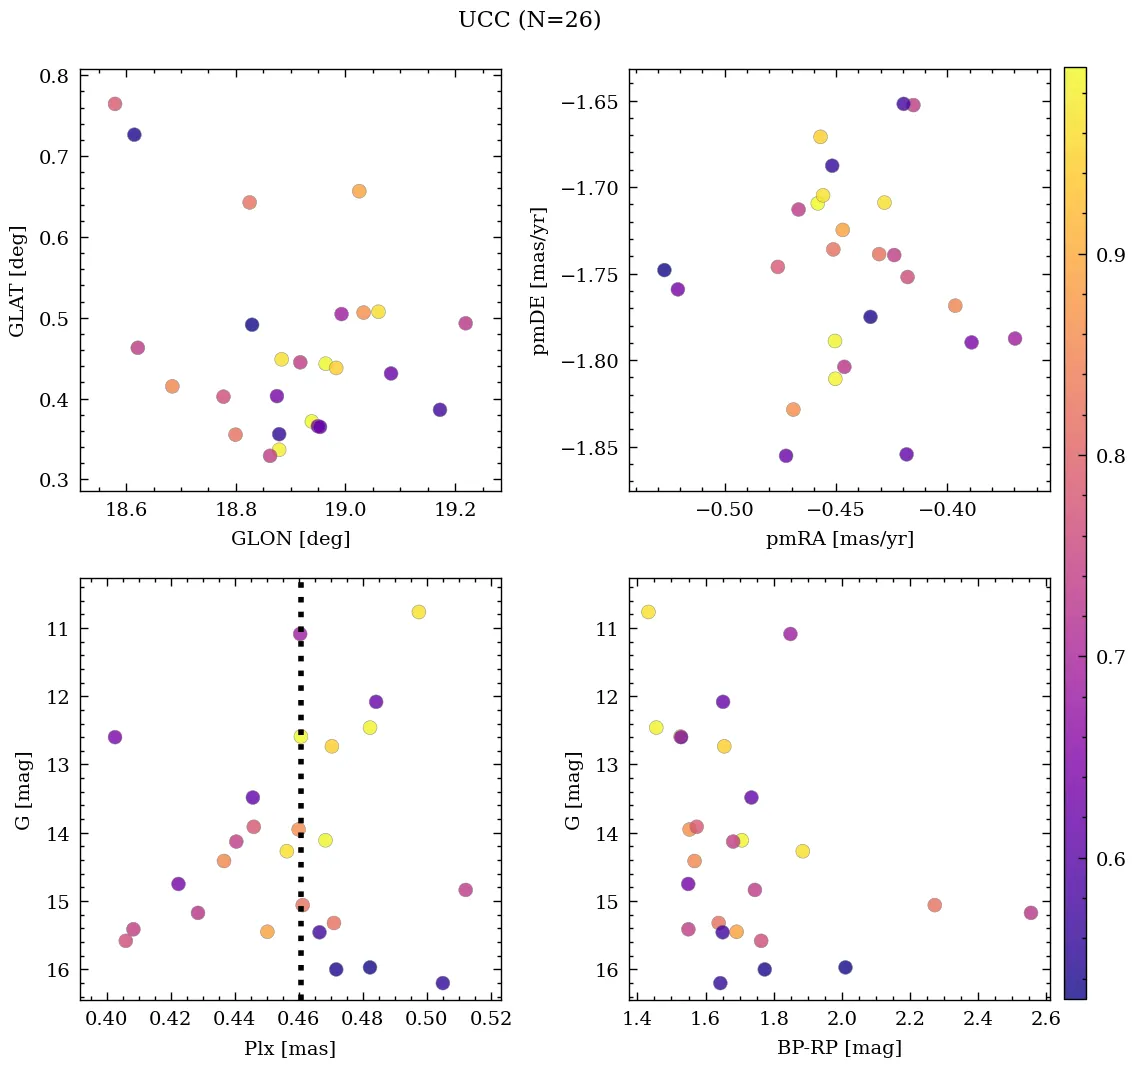 UCC (N=26)
0.8
0.7
0.6
0.5
0.4
0.3
GLAT [deg]
18.6 18.8 19.0 19.2
GLON [deg]
−1.65
−1.70
−1.75
−1.80
−1.85
pmDE [mas/yr]
−0.50 −0.45 −0.40
pmRA [mas/yr]
11
12
13
14
15
16
G [mag]
0.40 0.42 0.44 0.46 0.48 0.50 0.52
Plx [mas]
11
12
13
14
15
16
G [mag]
1.4 1.6 1.8 2.0 2.2 2.4 2.6
BP-RP [mag]
0.9
0.8
0.7
0.6